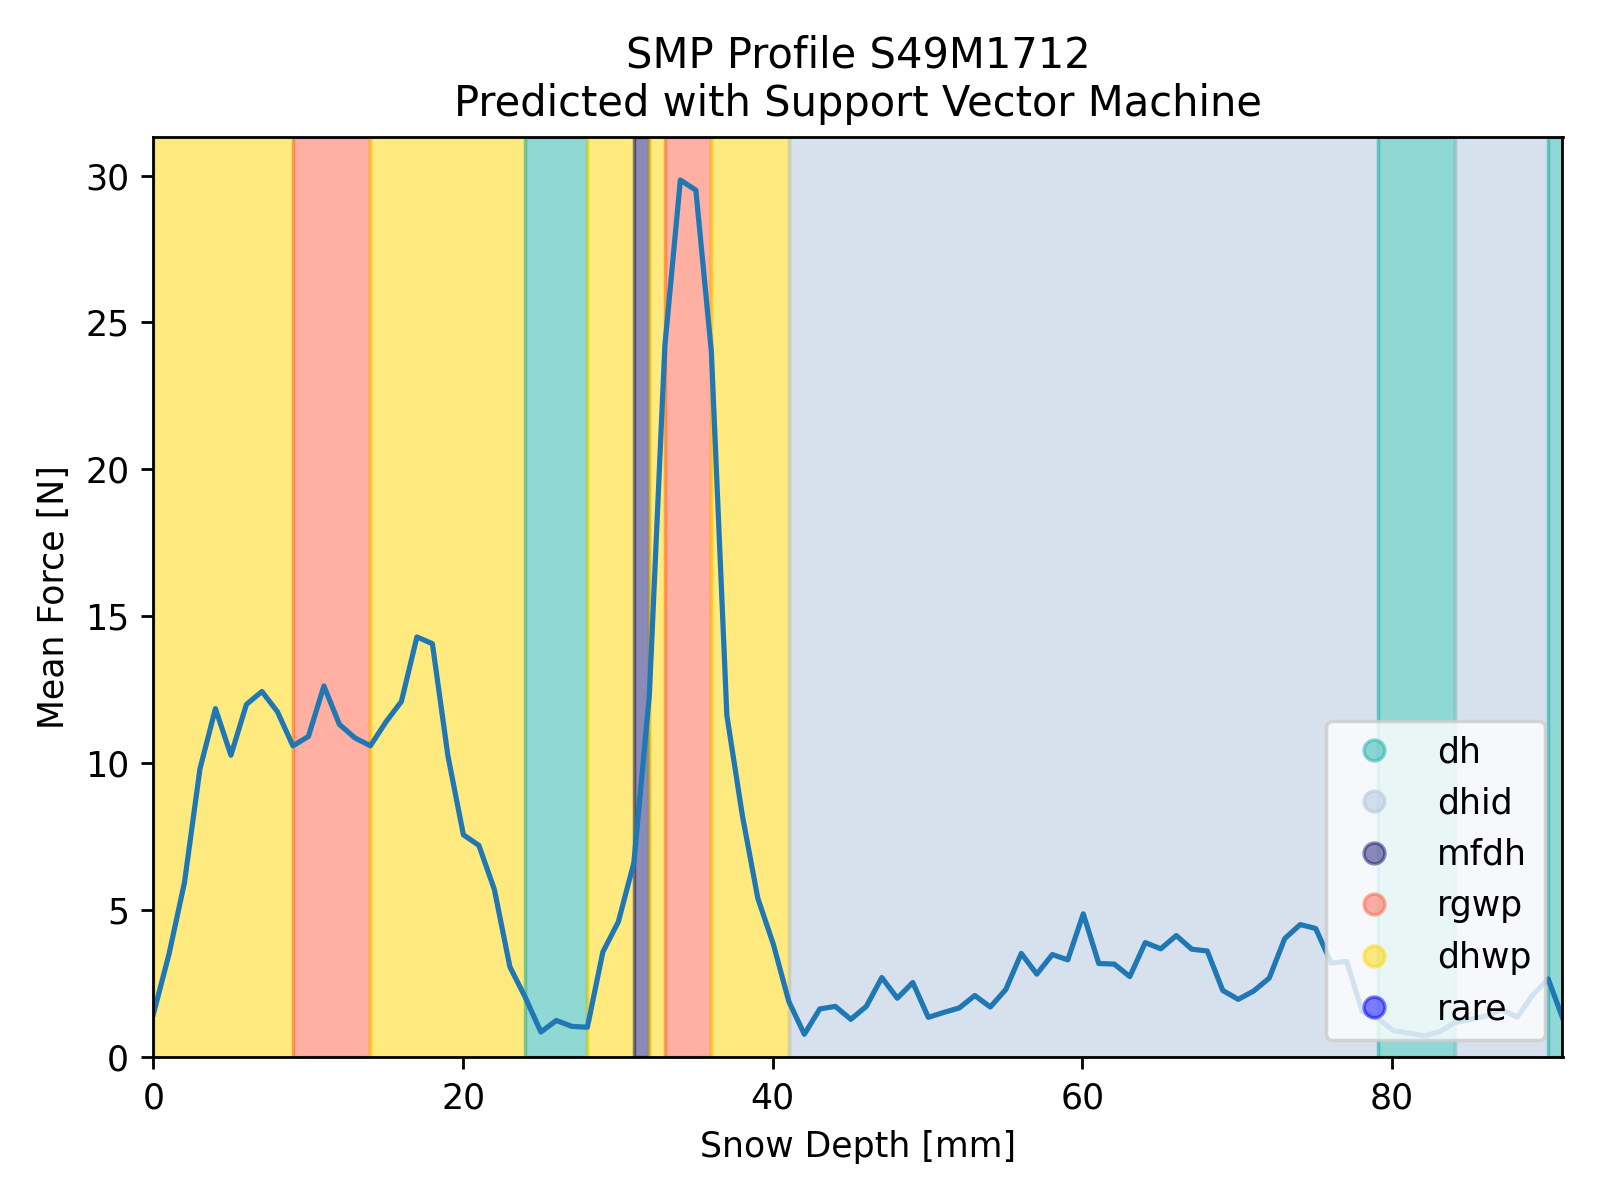 SMP Profile S49M1712
Predicted with Support Vector Machine
Mean Force [N]
30
25
20
15
10
5
0
0 20 40 60 80
Snow Depth [mm]
dh
dhid
mfdh
rgwp
dhwp
rare